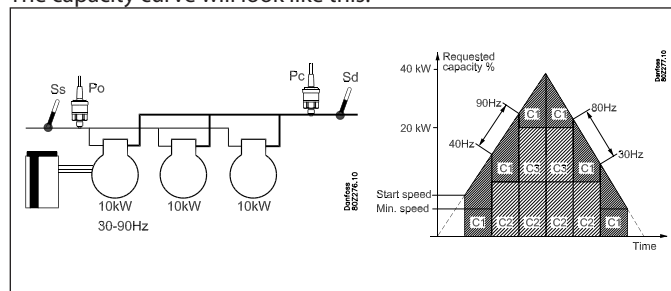 The capacity curve will look like this:
Ss
Po
Pc
Sd
10kW
10kW
10kW
30-90Hz
Danfoss
80Z276.10
Requested
capacity %
40 kW
20 kW
90Hz
40Hz
80Hz
30Hz
C1
C1
C1
C3
C3
C1
C1
C2
C2
C2
C2
C1
Start speed
Min. speed
Time
Danfoss
80Z277.10